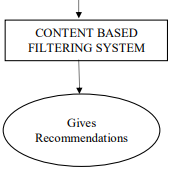 CONTENT BASED
FILTERING SYSTEM
Gives
Recommendations